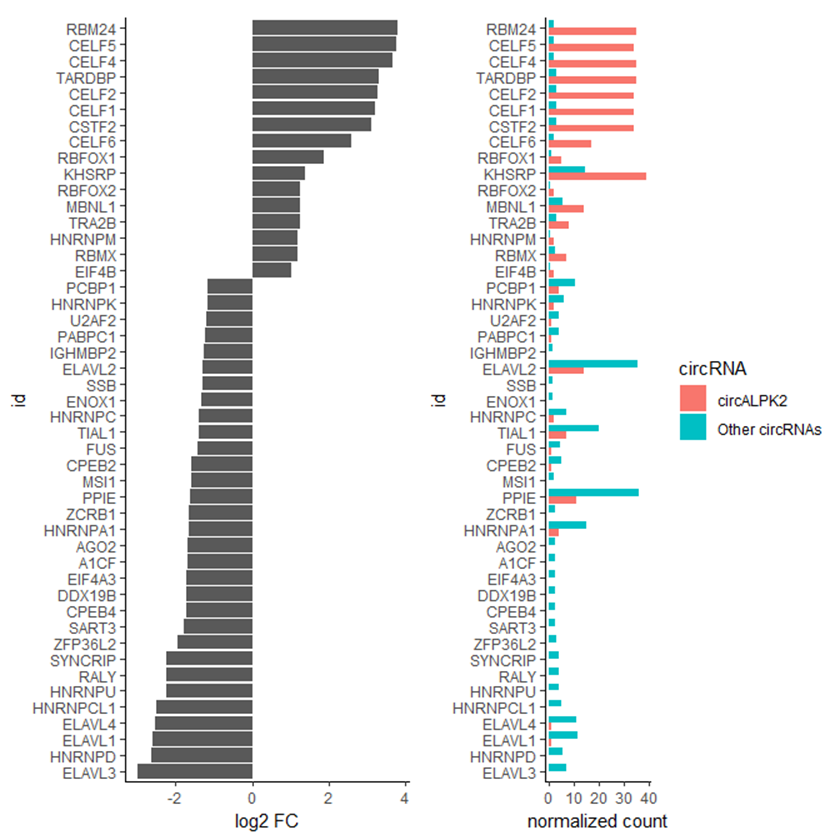 RBM24
CELF5
CELF4
TARDBP
CELF2
CELF1
CSTF2
CELF6
RBFOX1
KHSRP
RBFOX2
MBNL1
TRA2B
HNRNPM
RBMX
EIF4B
PCBP1
HNRNPK
U2AF2
PABPC1
IGHMBP2
ELAVL2
SSB
ENOX1
HNRNPC
TIAL1
FUS
CPEB2
MSI1
PPIE
ZCRB1
HNRNPA1
AGO2
A1CF
EIF4A3
DDX19B
CPEB4
SART3
ZFP36L2
SYNCRIP
RALY
HNRNPU
HNRNPCL1
ELAVL4
ELAVL1
HNRNPD
ELAVL3
id
-2 0 2 4
log2 FC
RBM24
CELF5
CELF4
TARDBP
CELF2
CELF1
CSTF2
CELF6
RBFOX1
KHSRP
RBFOX2
MBNL1
TRA2B
HNRNPM
RBMX
EIF4B
PCBP1
HNRNPK
U2AF2
PABPC1
IGHMBP2
ELAVL2
SSB
ENOX1
HNRNPC
TIAL1
FUS
CPEB2
MSI1
PPIE
ZCRB1
HNRNPA1
AGO2
A1CF
EIF4A3
DDX19B
CPEB4
SART3
ZFP36L2
SYNCRIP
RALY
HNRNPU
HNRNPCL1
ELAVL4
ELAVL1
HNRNPD
ELAVL3
id
0 10 20 30 40
normalized count
circRNA
circALPK2
Other circRNAs